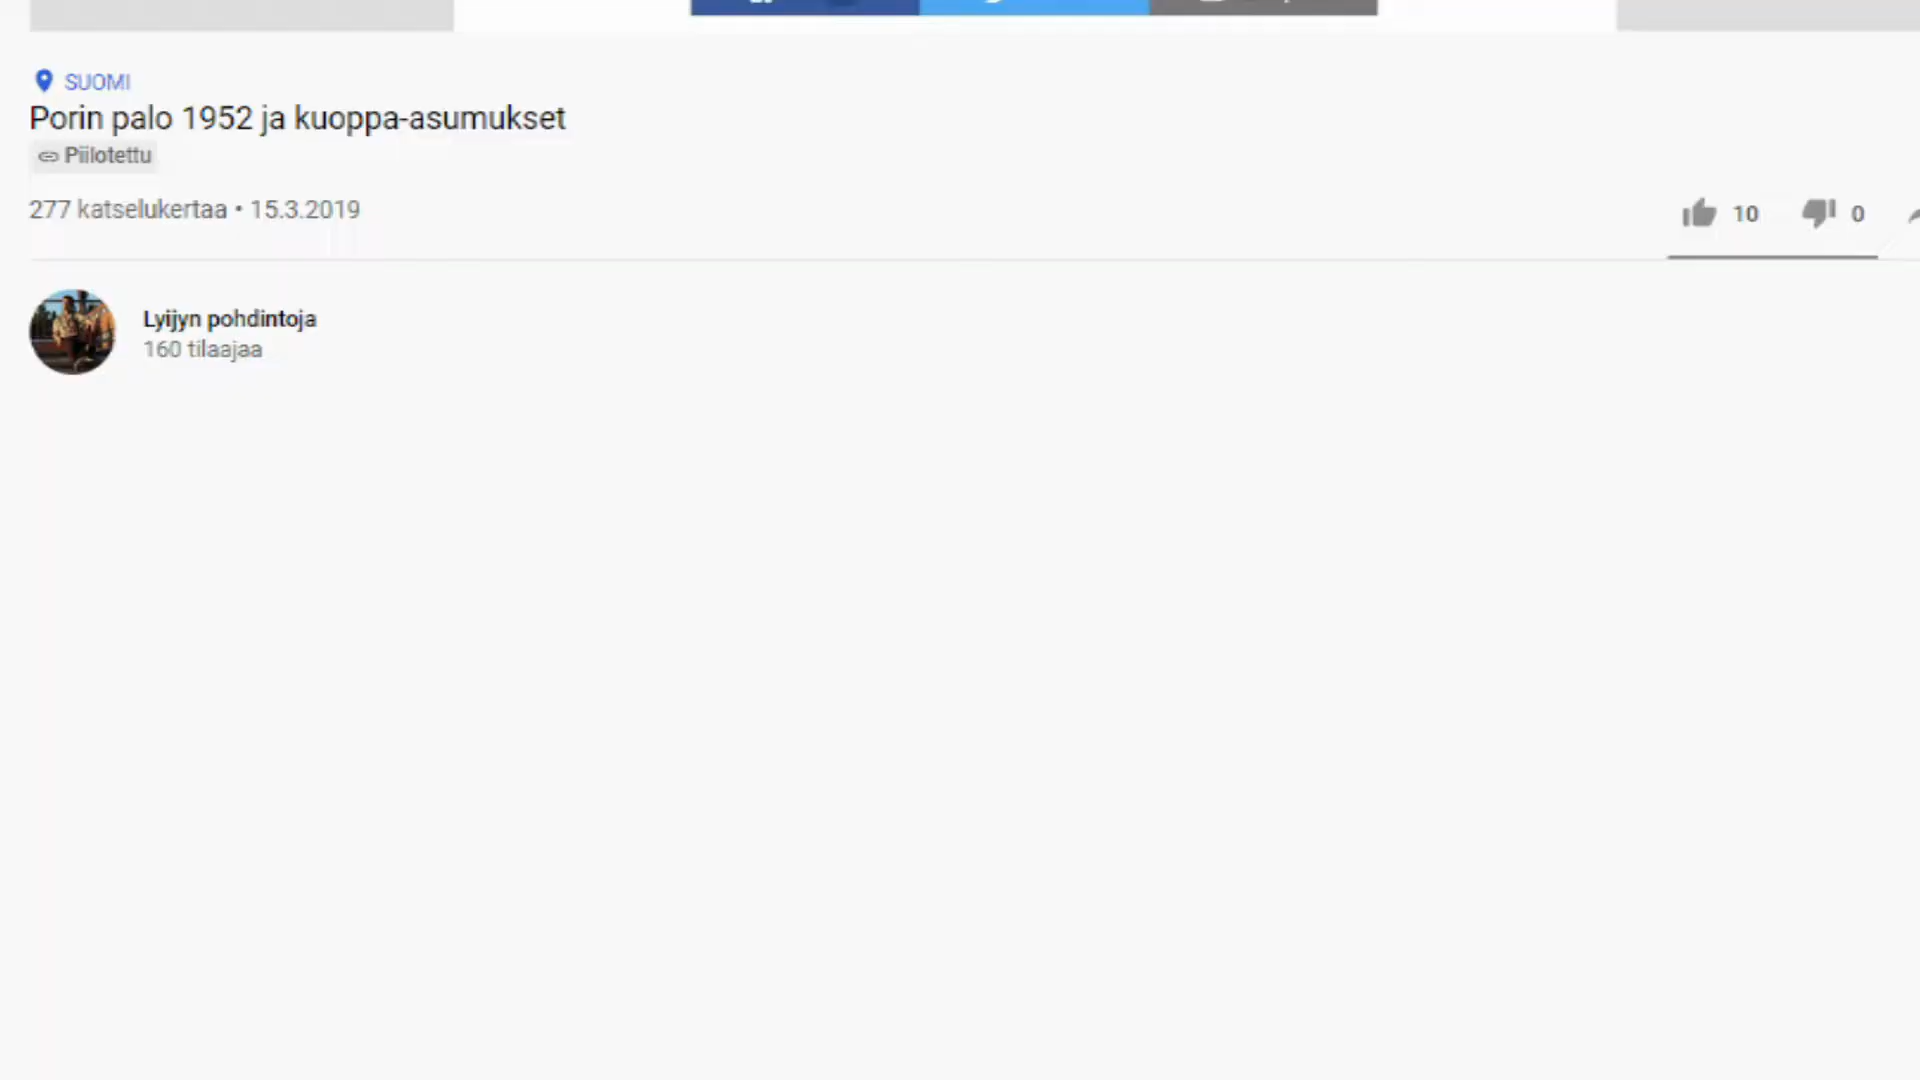 SUOMI
Porin palo 1952 ja kuoppa-asumukset
Piilotettu
277 katselukertaa • 15.3.2019
10 0
Lyijyn pohdintoja
160 tilaajaa